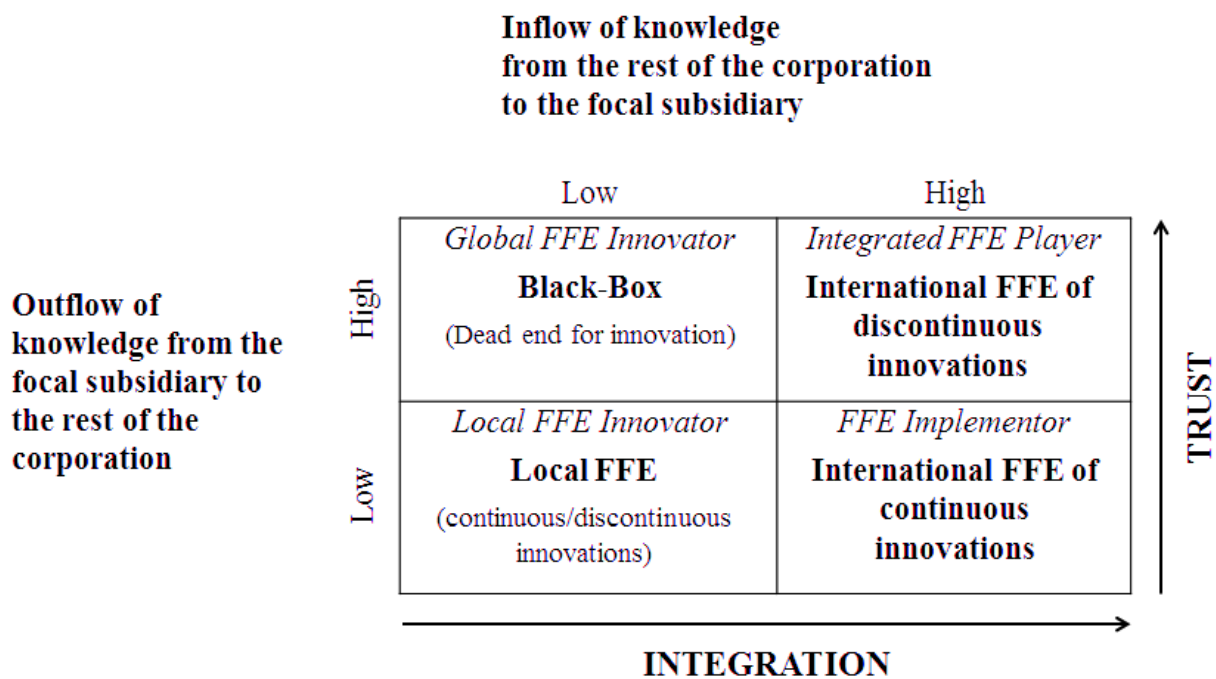 Inflow of knowledge
from the rest of the corporation
to the focal subsidiary
Low
High
Global FFE Innovator
Black-Box
(Dead end for innovation)
Integrated FFE Player
International FFE of
discontinuous
innovations
High
Outflow of
knowledge from the
focal subsidiary to
the rest of the
corporation
Local FFE Innovator
Local FFE
(continuous/discontinuous
innovations)
FFE Implementor
International FFE of
continuous
innovations
Low
TRUST
INTEGRATION